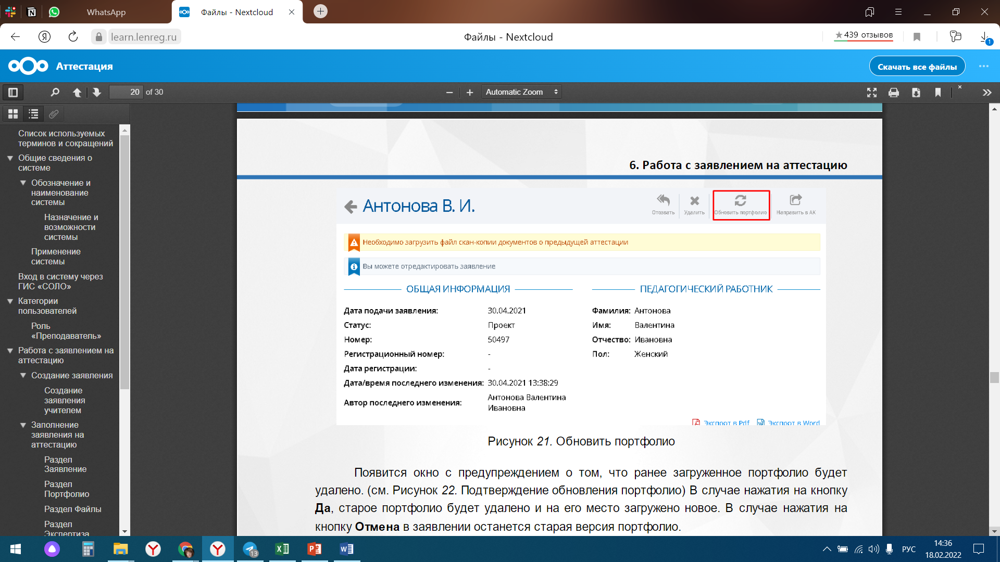 WhatsApp
Файлы - Nextcloud
learn.lenreg.ru
Файлы - Nextcloud
439 отзывов
1
Аттестация
Скачать все файлы
20 of 30
Automatic Zoom
Список используемых
терминов и сокращений
Общие сведения о
системе
Обозначение и
наименование
системы
Назначение и
возможности
системы
Применение
системы
Вход в систему через
ГИС «СОЛО»
Категории
пользователей
Роль
«Преподаватель»
Работа с заявлением на
аттестацию
Создание заявления
Создание
заявления
учителем
Заполнение
заявления на
аттестацию
Раздел
Заявление
Раздел
Портфолио
Раздел Файлы
Раздел
Экспертиза
6. Работа с заявлением на аттестацию
Антонова В. И.
Отозвать
Удалить
Обновить портфолио
Направить в АК
Необходимо загрузить файл скан-копии документов о предыдущей аттестации
Вы можете отредактировать заявление
ОБЩАЯ ИНФОРМАЦИЯ
Дата подачи заявления: 30.04.2021
Статус: Проект
Номер: 50497
Регистрационный номер: -
Дата регистрации: -
Дата/время последнего изменения: 30.04.2021 13:38:29
Автор последнего изменения: Антонова Валентина
Ивановна
ПЕДАГОГИЧЕСКИЙ РАБОТНИК
Фамилия: Антонова
Имя: Валентина
Отчество: Ивановна
Пол: Женский
Экспорт в Pdf Экспорт в Word
Рисунок 21. Обновить портфолио
Появится окно с предупреждением о том, что ранее загруженное портфолио будет
удалено. (см. Рисунок 22. Подтверждение обновления портфолио) В случае нажатия на кнопку
Да, старое портфолио будет удалено и на его место загружено новое. В случае нажатия на
кнопку Отмена в заявлении останется старая версия портфолио.
13
РУС
14:36
18.02.2022